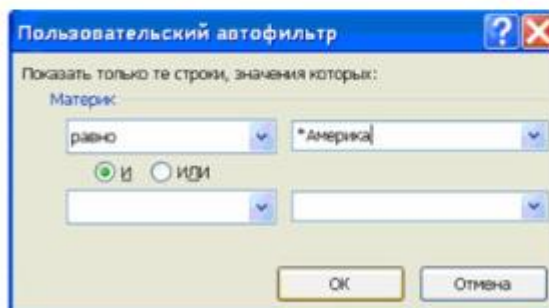 Пользовательский автофильтр
Показать только те строки, значения которых:
Материк
равно *Америка
И ИЛИ
ОК Отмена